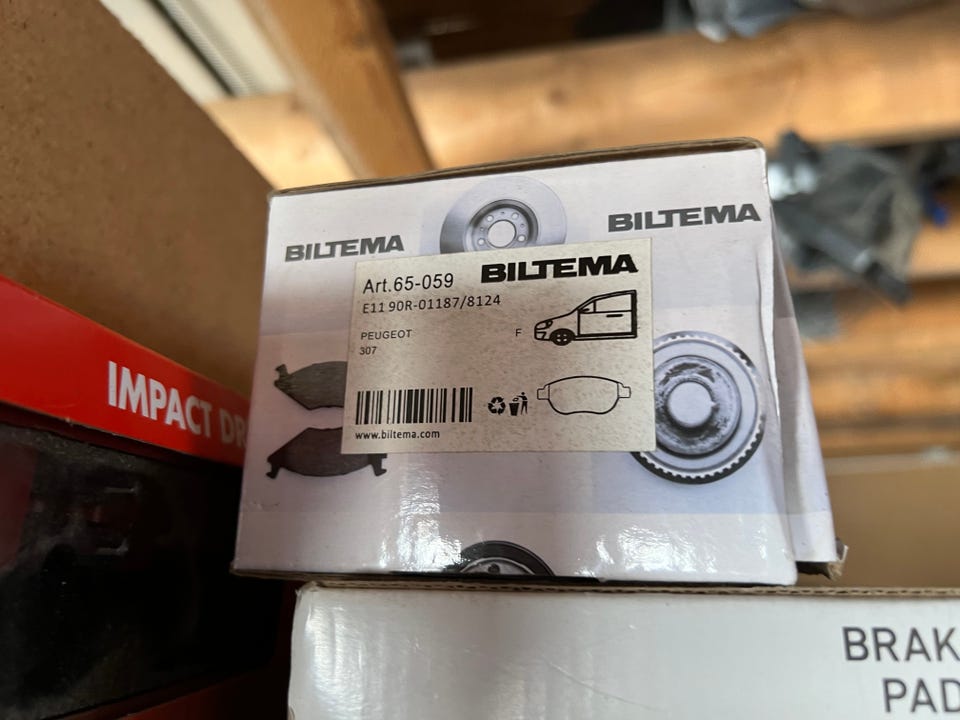 BILTEMA
BILTEMA
Art.65-059
BILTEMA
E11 90R-01187/8124
PEUGEOT
307
F
www.biltema.com
IMPACT DR
BRAK
PAD